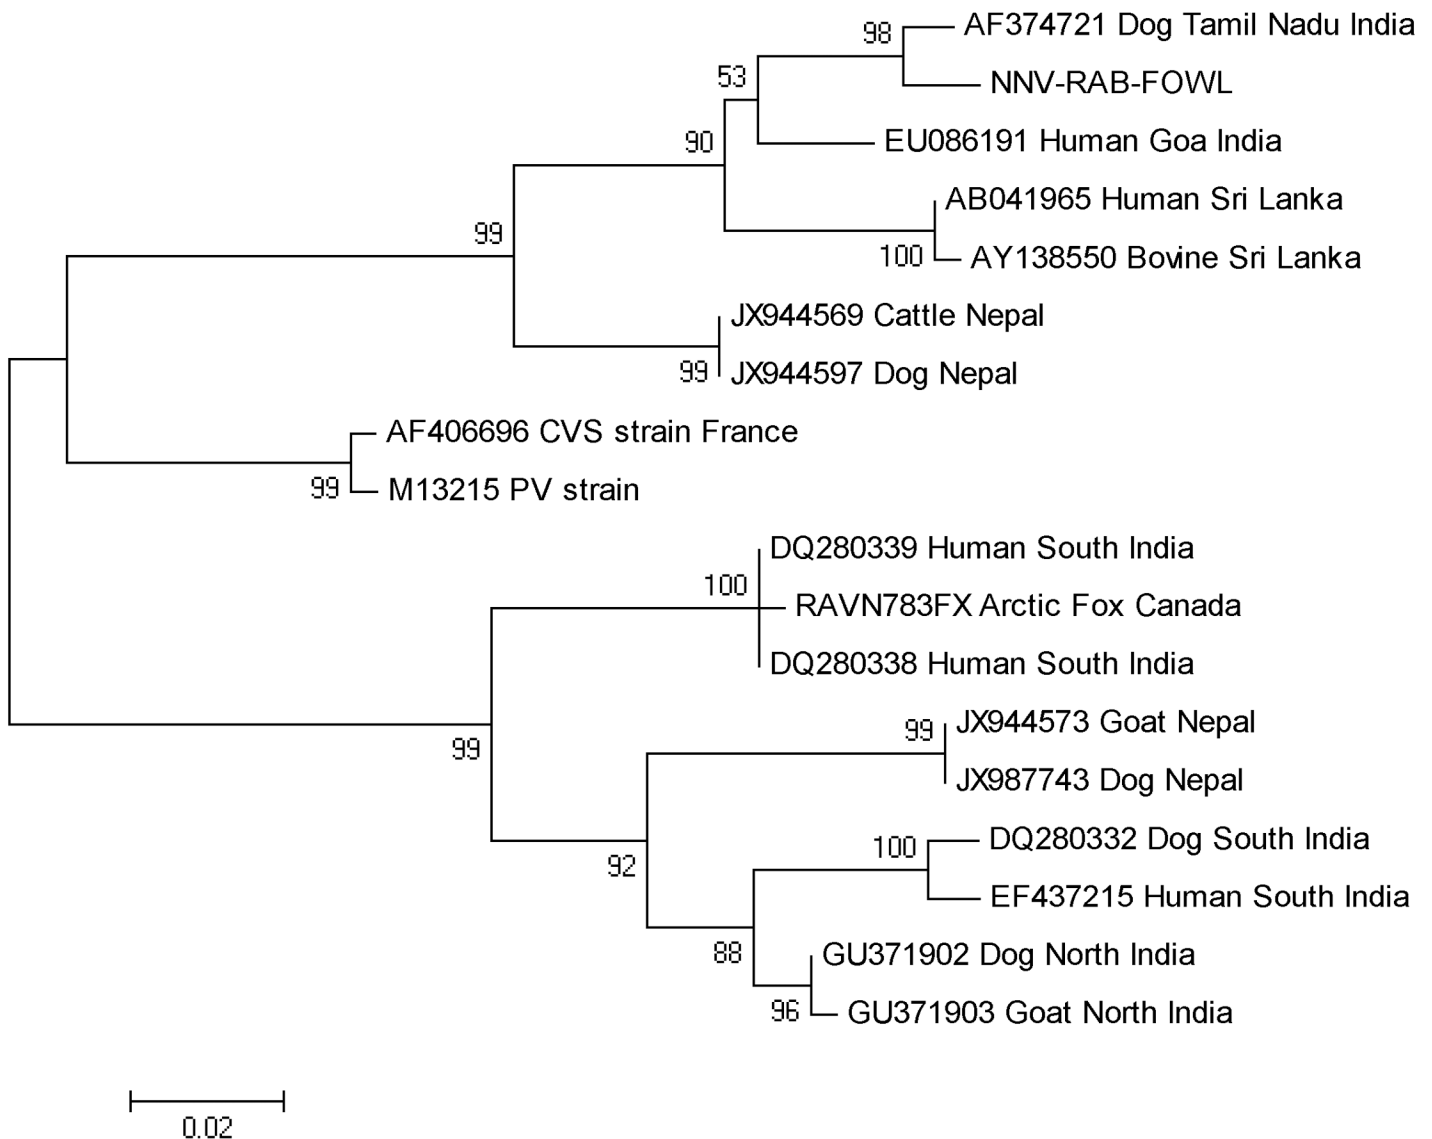 98
AF374721 Dog Tamil Nadu India
53
NNV-RAB-FOWL
90
EU086191 Human Goa India
AB041965 Human Sri Lanka
99
100
AY138550 Bovine Sri Lanka
JX944569 Cattle Nepal
99
JX944597 Dog Nepal
AF406696 CVS strain France
99
M13215 PV strain
DQ280339 Human South India
100
RAVN783FX Arctic Fox Canada
DQ280338 Human South India
99
JX944573 Goat Nepal
99
JX987743 Dog Nepal
100
DQ280332 Dog South India
92
EF437215 Human South India
88
GU371902 Dog North India
96
GU371903 Goat North India
0.02